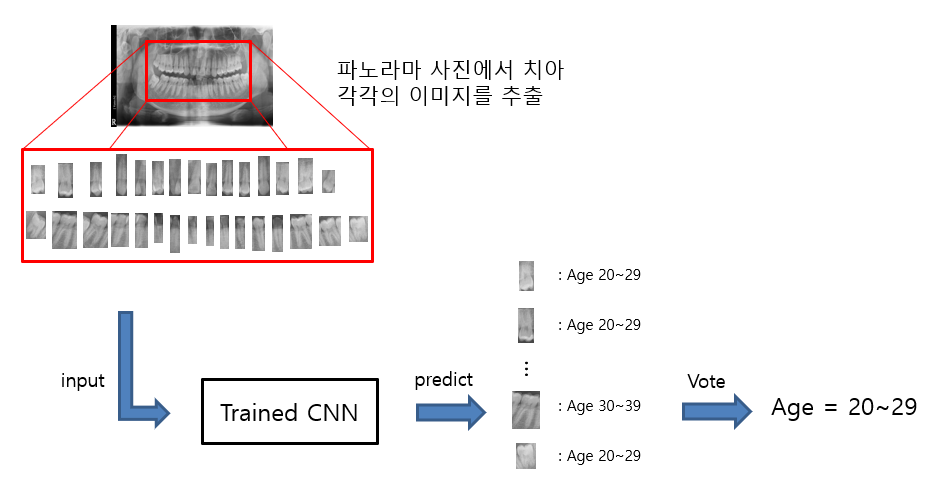 파노라마 사진에서 치아
각각의 이미지를 추출
: Age 20~29
: Age 20~29
⋮
input
Trained CNN
predict
: Age 30~39
Vote
Age = 20~29
: Age 20~29